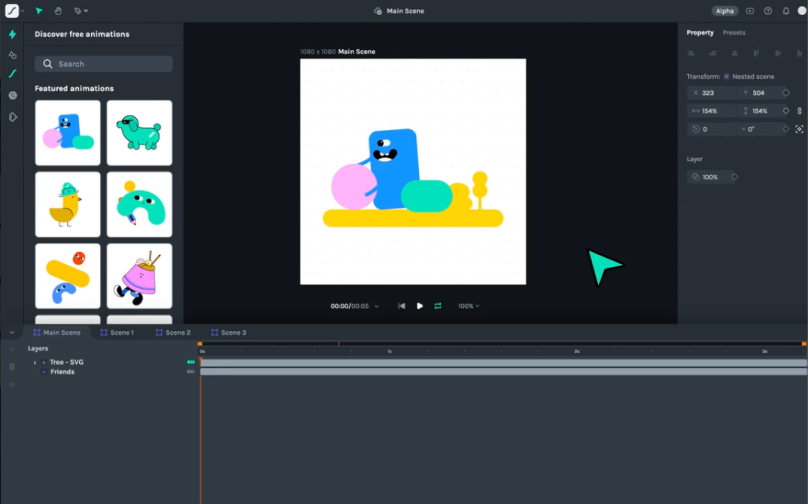 Main Scene
Alpha
Discover free animations
Search
Featured animations
1080 x 1080 Main Scene
00:00/00:05
100%
Property Presets
Transform: Nested scene
X 323 Y 504
154% 154%
0 0°
Layer
100%
Main Scene Scene 1 Scene 2 Scene 3
Layers
0s 1s 2s 3s
Tree - SVG
Friends